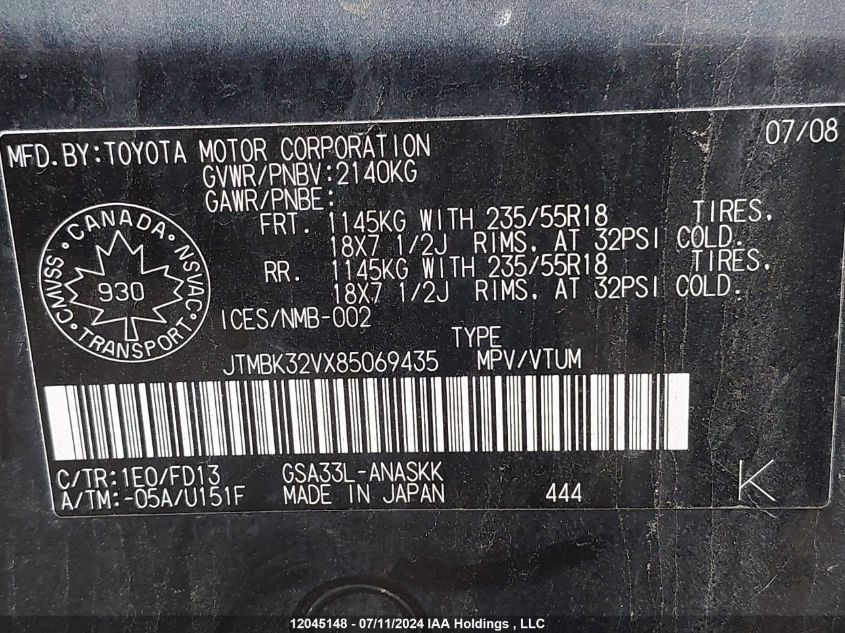 07/08
MFD.BY:TOYOTA MOTOR CORPORATION
GVWR/PNBV:2140KG
GAWR/PNBE:
FRT. 1145KG WITH 235/55R18 TIRES.
18X7 1/2J RIMS. AT 32PSI COLD.
RR. 1145KG WITH 235/55R18 TIRES.
18X7 1/2J RIMS. AT 32PSI COLD.
CANADA
CMVSS 930 NSVAC
TRANSPORT
ICES/NMB-002
TYPE
JTMBK32VX85069435 MPV/VTUM
C/TR:1E0/FD13 GSA33L-ANASKK
A/TM:-05A/U151F MADE IN JAPAN 444 K
12045148 - 07/11/2024 IAA Holdings , LLC